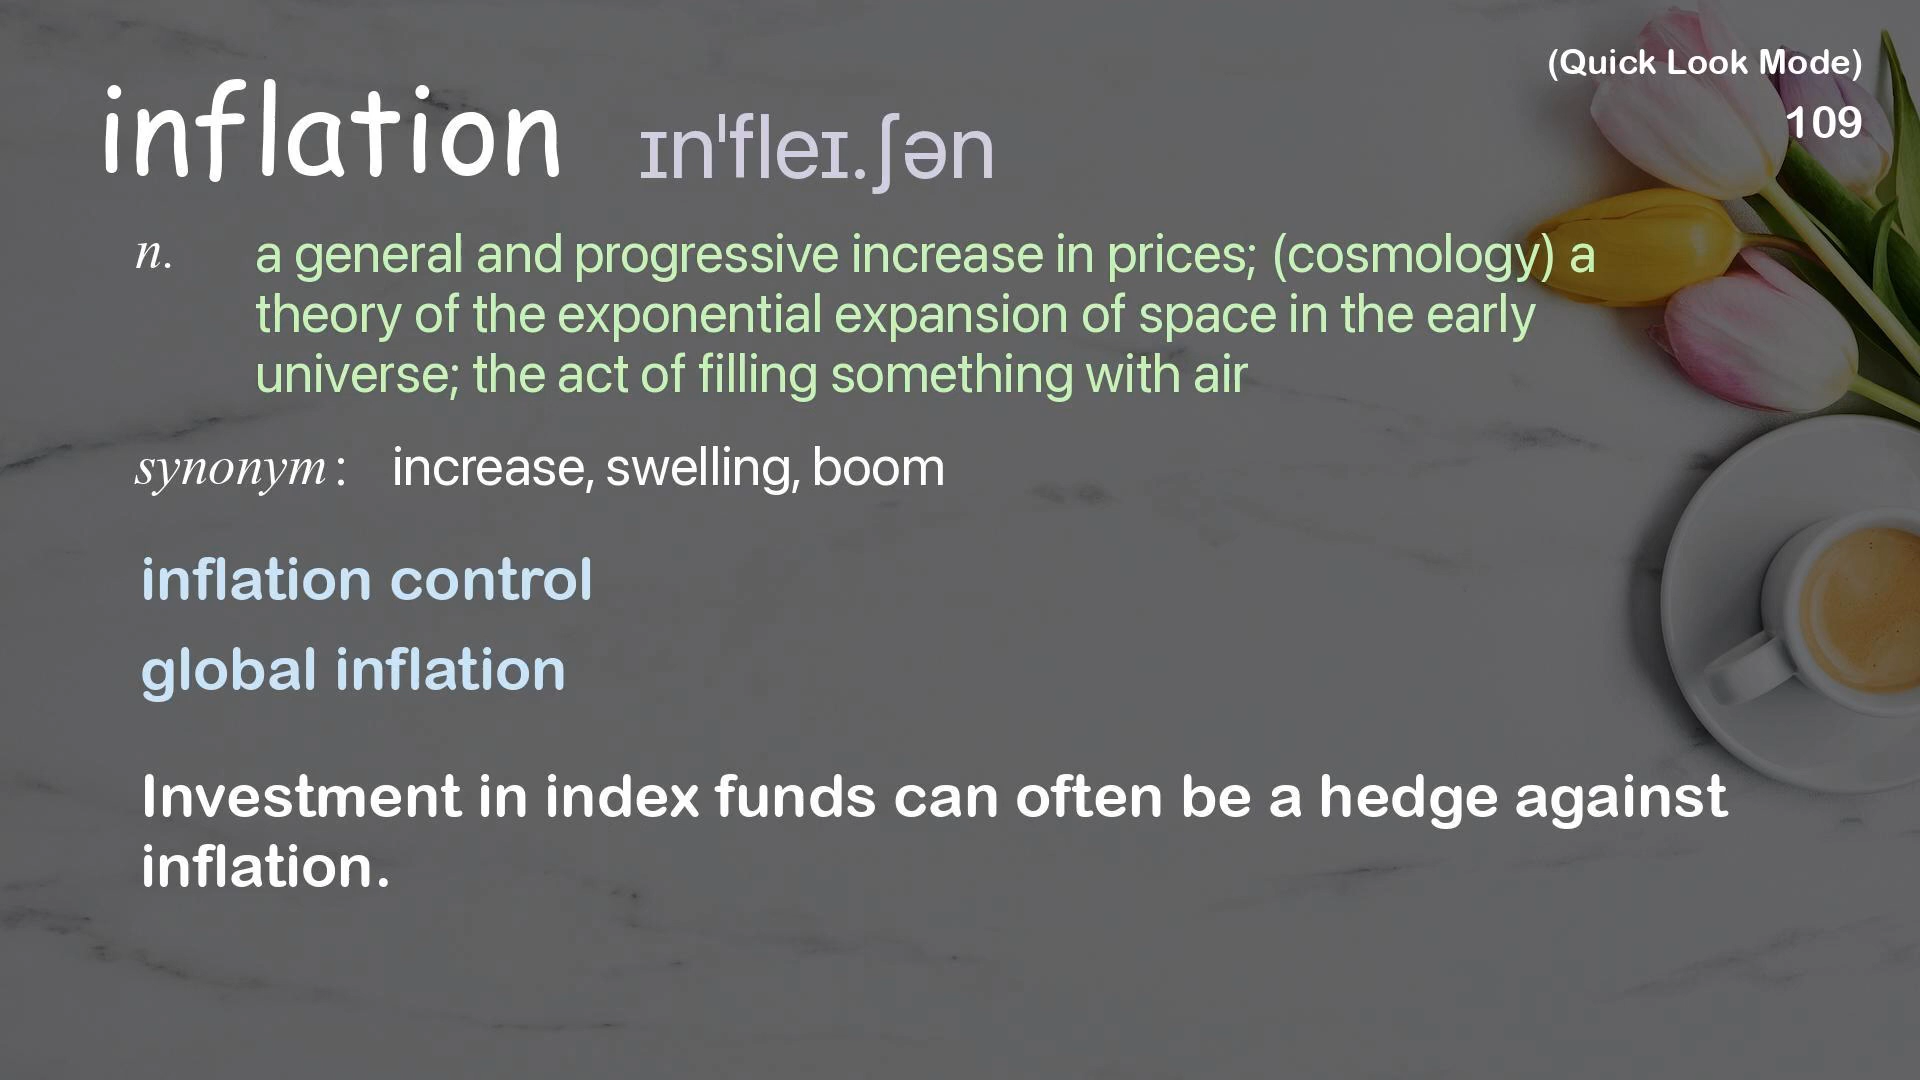 (Quick Look Mode)
109
inflation ɪnˈfleɪ.ʃən
n. a general and progressive increase in prices; (cosmology) a
theory of the exponential expansion of space in the early
universe; the act of filling something with air
synonym: increase, swelling, boom
inflation control
global inflation
Investment in index funds can often be a hedge against
inflation.